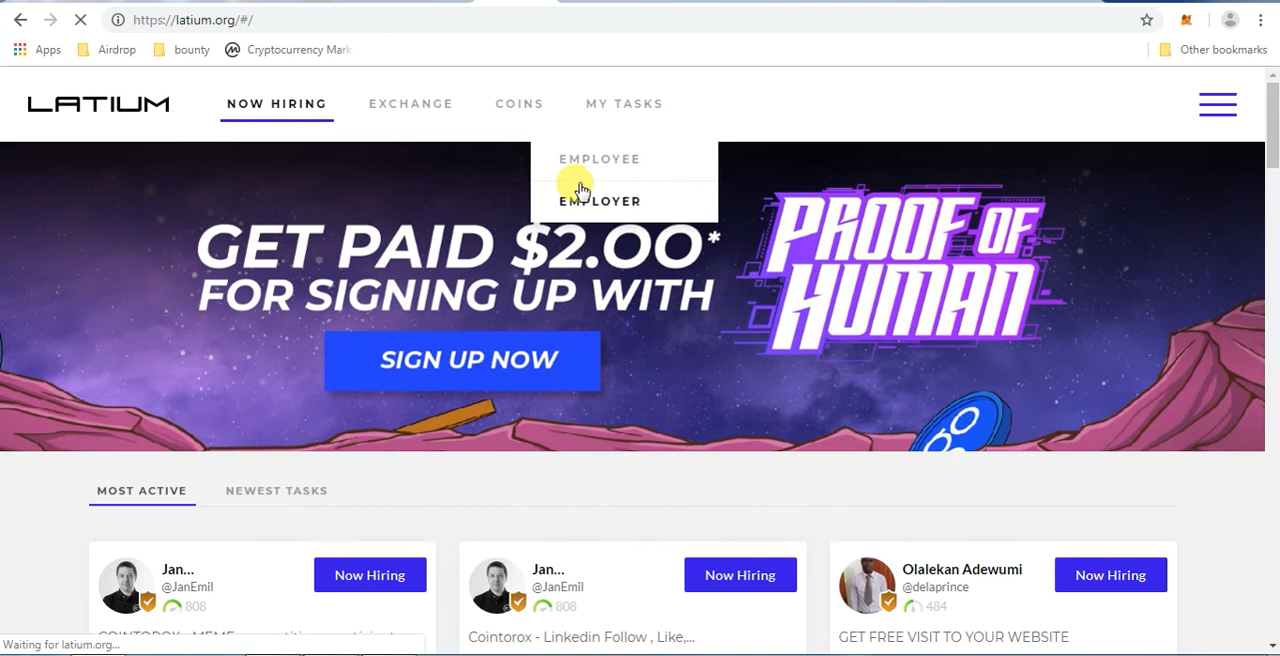 https://latium.org/#/
Apps Airdrop bounty Cryptocurrency Mark Other bookmarks
LATIUM NOW HIRING EXCHANGE COINS MY TASKS
EMPLOYEE
EMPLOYER
GET PAID $2.00*
FOR SIGNING UP WITH
SIGN UP NOW
PROOF OF
HUMAN
MOST ACTIVE NEWEST TASKS
Jan...
@JanEmil
808
Now Hiring
Jan...
@JanEmil
808
Now Hiring
Cointorox - Linkedin Follow , Like,...
Olalekan Adewumi
@delaprince
484
Now Hiring
GET FREE VISIT TO YOUR WEBSITE
Waiting for latium.org...